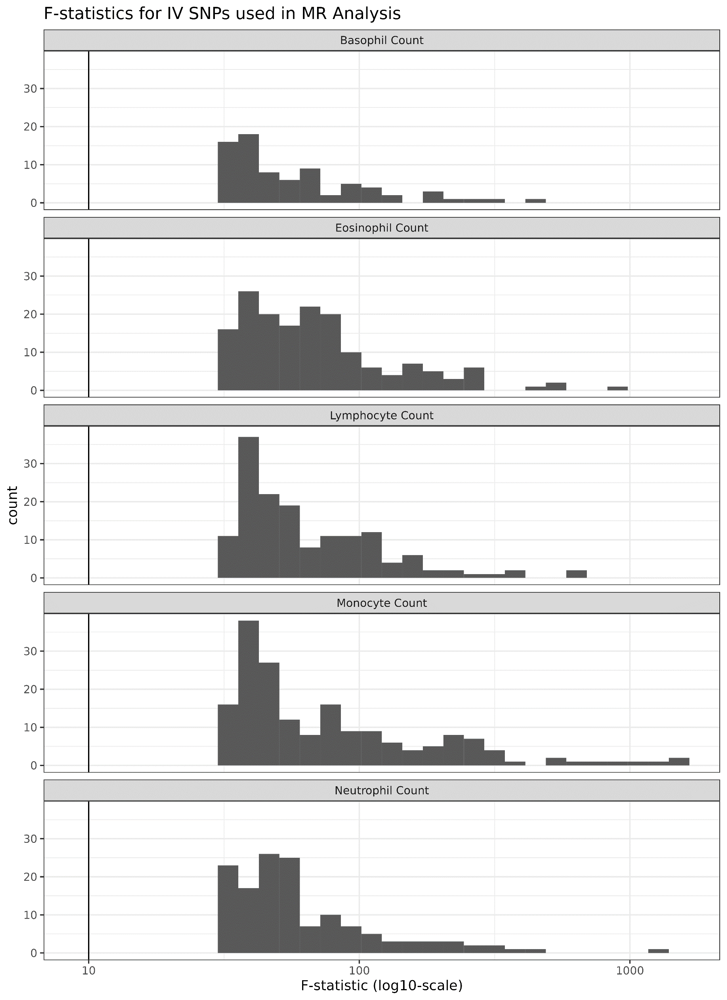 F-statistics for IV SNPs used in MR Analysis
Basophil Count
30
20
10
0
Eosinophil Count
30
20
10
0
Lymphocyte Count
30
20
10
0
count
Monocyte Count
30
20
10
0
Neutrophil Count
30
20
10
0
10 100 1000
F-statistic (log10-scale)